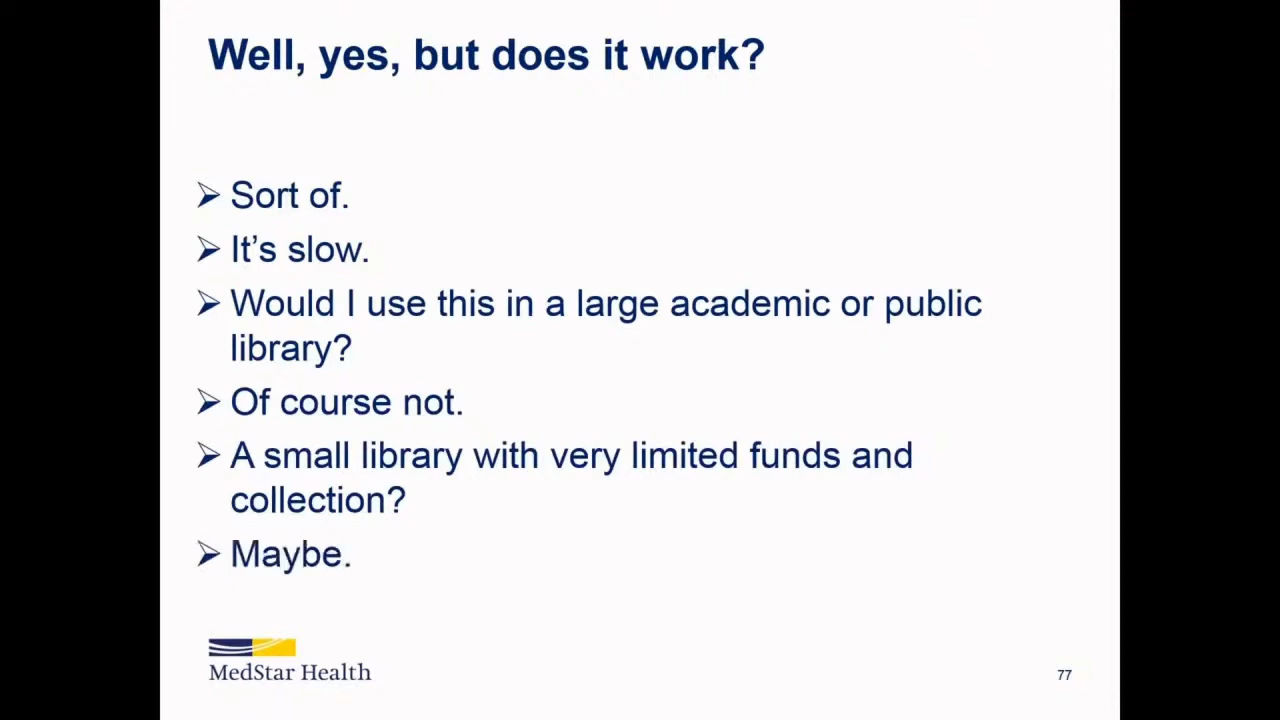 Well, yes, but does it work?
➢ Sort of.
➢ It’s slow.
➢ Would I use this in a large academic or public
library?
➢ Of course not.
➢ A small library with very limited funds and
collection?
➢ Maybe.
MedStar Health
77